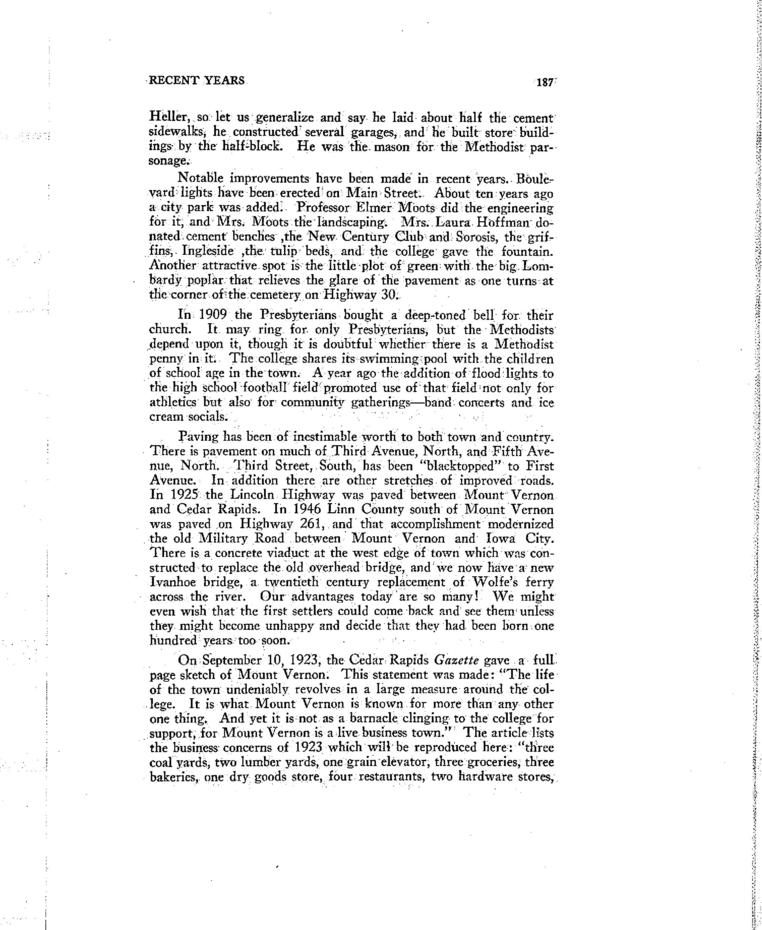 RECENT YEARS 187
Heller, so let us generalize and say he laid about half the cement
sidewalks, he constructed several garages, and he built store build-
ings by the half-block. He was the mason for the Methodist par-
sonage.
Notable improvements have been made in recent years. Boule-
vard lights have been erected on Main Street. About ten years ago
a city park was added. Professor Elmer Moots did the engineering
for it, and Mrs. Moots the landscaping. Mrs. Laura Hoffman do-
nated cement benches ,the New Century Club and Sorosis, the grif-
fins, Ingleside ,the tulip beds, and the college gave the fountain.
Another attractive spot is the little plot of green with the big Lom-
bardy poplar that relieves the glare of the pavement as one turns at
the corner of the cemetery on Highway 30.
In 1909 the Presbyterians bought a deep-toned bell for their
church. It may ring for only Presbyterians, but the Methodists
depend upon it, though it is doubtful whether there is a Methodist
penny in it. The college shares its swimming pool with the children
of school age in the town. A year ago the addition of flood lights to
the high school football field promoted use of that field not only for
athletics but also for community gatherings—band concerts and ice
cream socials.
Paving has been of inestimable worth to both town and country.
There is pavement on much of Third Avenue, North, and Fifth Ave-
nue, North. Third Street, South, has been "blacktopped" to First
Avenue. In addition there are other stretches of improved roads.
In 1925 the Lincoln Highway was paved between Mount Vernon
and Cedar Rapids. In 1946 Linn County south of Mount Vernon
was paved on Highway 261, and that accomplishment modernized
the old Military Road between Mount Vernon and Iowa City.
There is a concrete viaduct at the west edge of town which was con-
structed to replace the old overhead bridge, and we now have a new
Ivanhoe bridge, a twentieth century replacement of Wolfe's ferry
across the river. Our advantages today are so many! We might
even wish that the first settlers could come back and see them unless
they might become unhappy and decide that they had been born one
hundred years too soon.
On September 10, 1923, the Cedar Rapids Gazette gave a full
page sketch of Mount Vernon. This statement was made: "The life
of the town undeniably revolves in a large measure around the col-
lege. It is what Mount Vernon is known for more than any other
one thing. And yet it is not as a barnacle clinging to the college for
support, for Mount Vernon is a live business town." The article lists
the business concerns of 1923 which will be reproduced here: "three
coal yards, two lumber yards, one grain elevator, three groceries, three
bakeries, one dry goods store, four restaurants, two hardware stores,